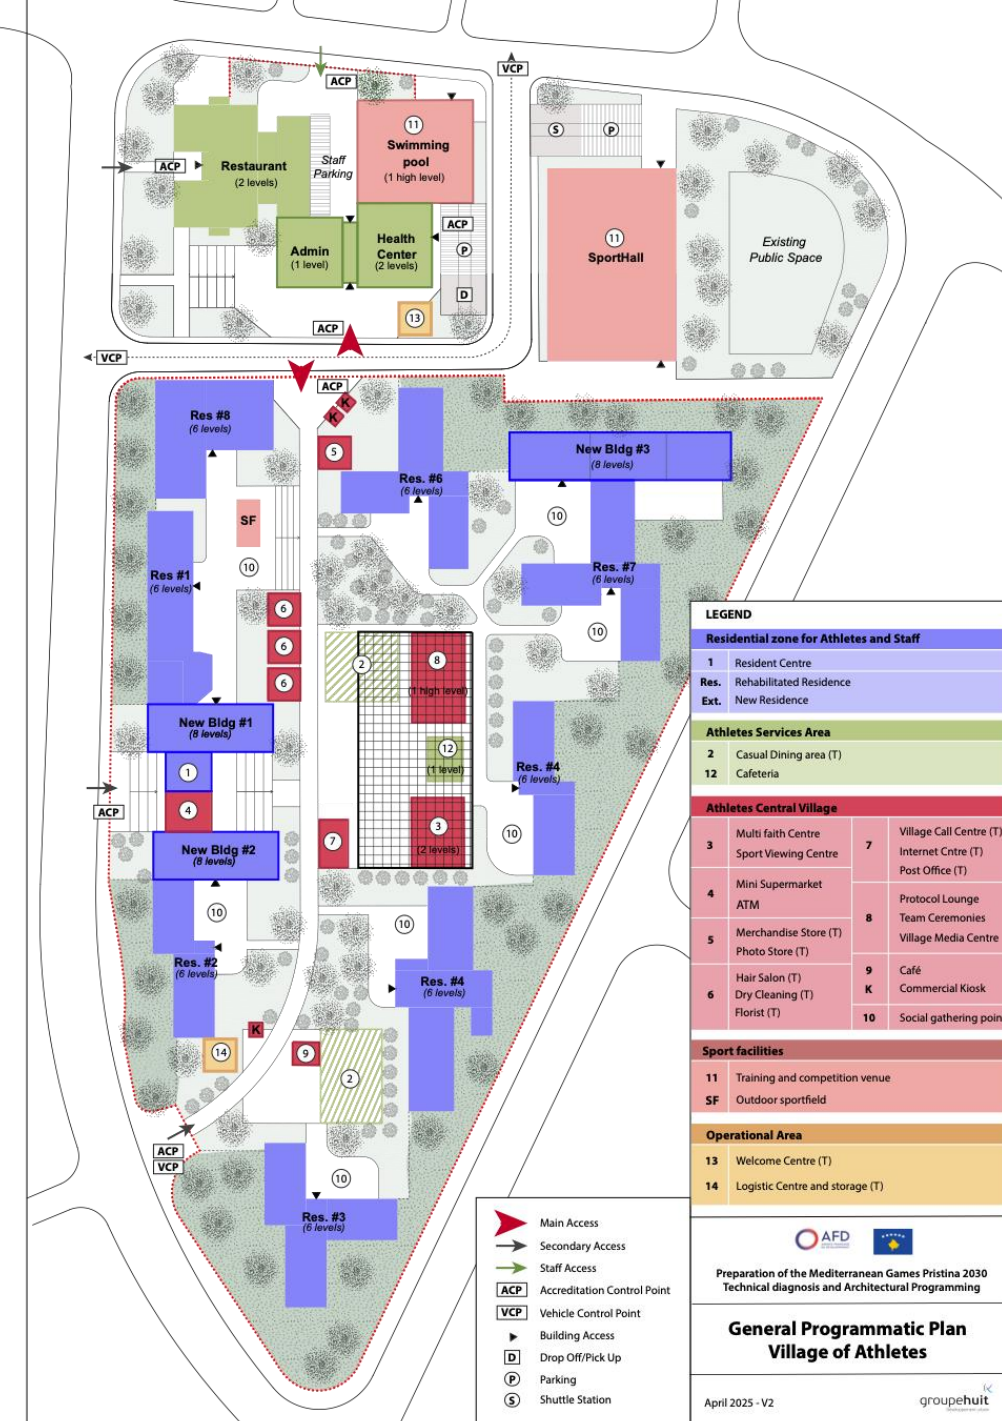 VCP
ACP
11
Swimming
pool
(1 high level)
S
P
ACP
Restaurant
(2 levels)
Staff
Parking
Admin
(1 level)
Health
Center
(2 levels)
ACP
P
D
11
SportHall
Existing
Public Space
13
ACP
VCP
ACP
K
K
Res #8
(6 levels)
5
Res. #6
(6 levels)
New Bldg #3
(8 levels)
SF
10
10
Res #1
(6 levels)
Res. #7
(6 levels)
6
6
6
10
2
8
(1 high level)
New Bldg #1
(8 levels)
12
(1 level)
1
Res. #4
(6 levels)
ACP
4
3
(2 levels)
7
10
New Bldg #2
(8 levels)
10
10
Res. #2
(6 levels)
Res. #4
(6 levels)
K
14
9
2
ACP
VCP
10
Res. #3
(6 levels)
LEGEND
Residential zone for Athletes and Staff
1 Resident Centre
Res. Rehabilitated Residence
Ext. New Residence
Athletes Services Area
2 Casual Dining area (T)
12 Cafeteria
Athletes Central Village
3 Multi faith Centre
Sport Viewing Centre
4 Mini Supermarket
ATM
5 Merchandise Store (T)
Photo Store (T)
6 Hair Salon (T)
Dry Cleaning (T)
Florist (T)
7 Village Call Centre (T)
Internet Cntre (T)
Post Office (T)
8 Protocol Lounge
Team Ceremonies
Village Media Centre
9 Café
K Commercial Kiosk
10 Social gathering poin
Sport facilities
11 Training and competition venue
SF Outdoor sportfield
Operational Area
13 Welcome Centre (T)
14 Logistic Centre and storage (T)
Main Access
Secondary Access
Staff Access
ACP Accreditation Control Point
VCP Vehicle Control Point
Building Access
D Drop Off/Pick Up
P Parking
S Shuttle Station
AFD
Preparation of the Mediterranean Games Pristina 2030
Technical diagnosis and Architectural Programming
General Programmatic Plan
Village of Athletes
April 2025 - V2
groupehuit